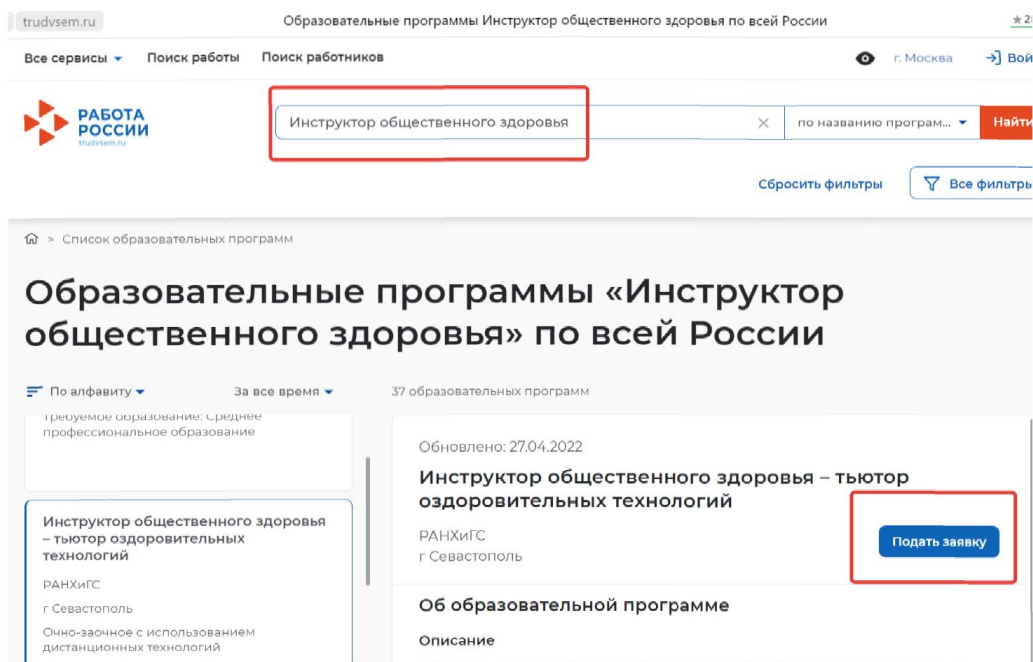 trudvsem.ru
Образовательные программы Инструктор общественного здоровья по всей России
Все сервисы
Поиск работы
Поиск работников
г. Москва
РАБОТА
РОССИИ
trudvsem.ru
Инструктор общественного здоровья
по названию програм...
Найти
Сбросить фильтры
Все фильтры
> Список образовательных программ
Образовательные программы «Инструктор
общественного здоровья» по всей России
По алфавиту
За все время
37 образовательных программ
Требуемое образование: Среднее
профессиональное образование
Инструктор общественного здоровья
– тьютор оздоровительных
технологий
РАНХиГС
г Севастополь
Очно-заочное с использованием
дистанционных технологий
Обновлено: 27.04.2022
Инструктор общественного здоровья – тьютор
оздоровительных технологий
РАНХиГС
г Севастополь
Подать заявку
Об образовательной программе
Описание